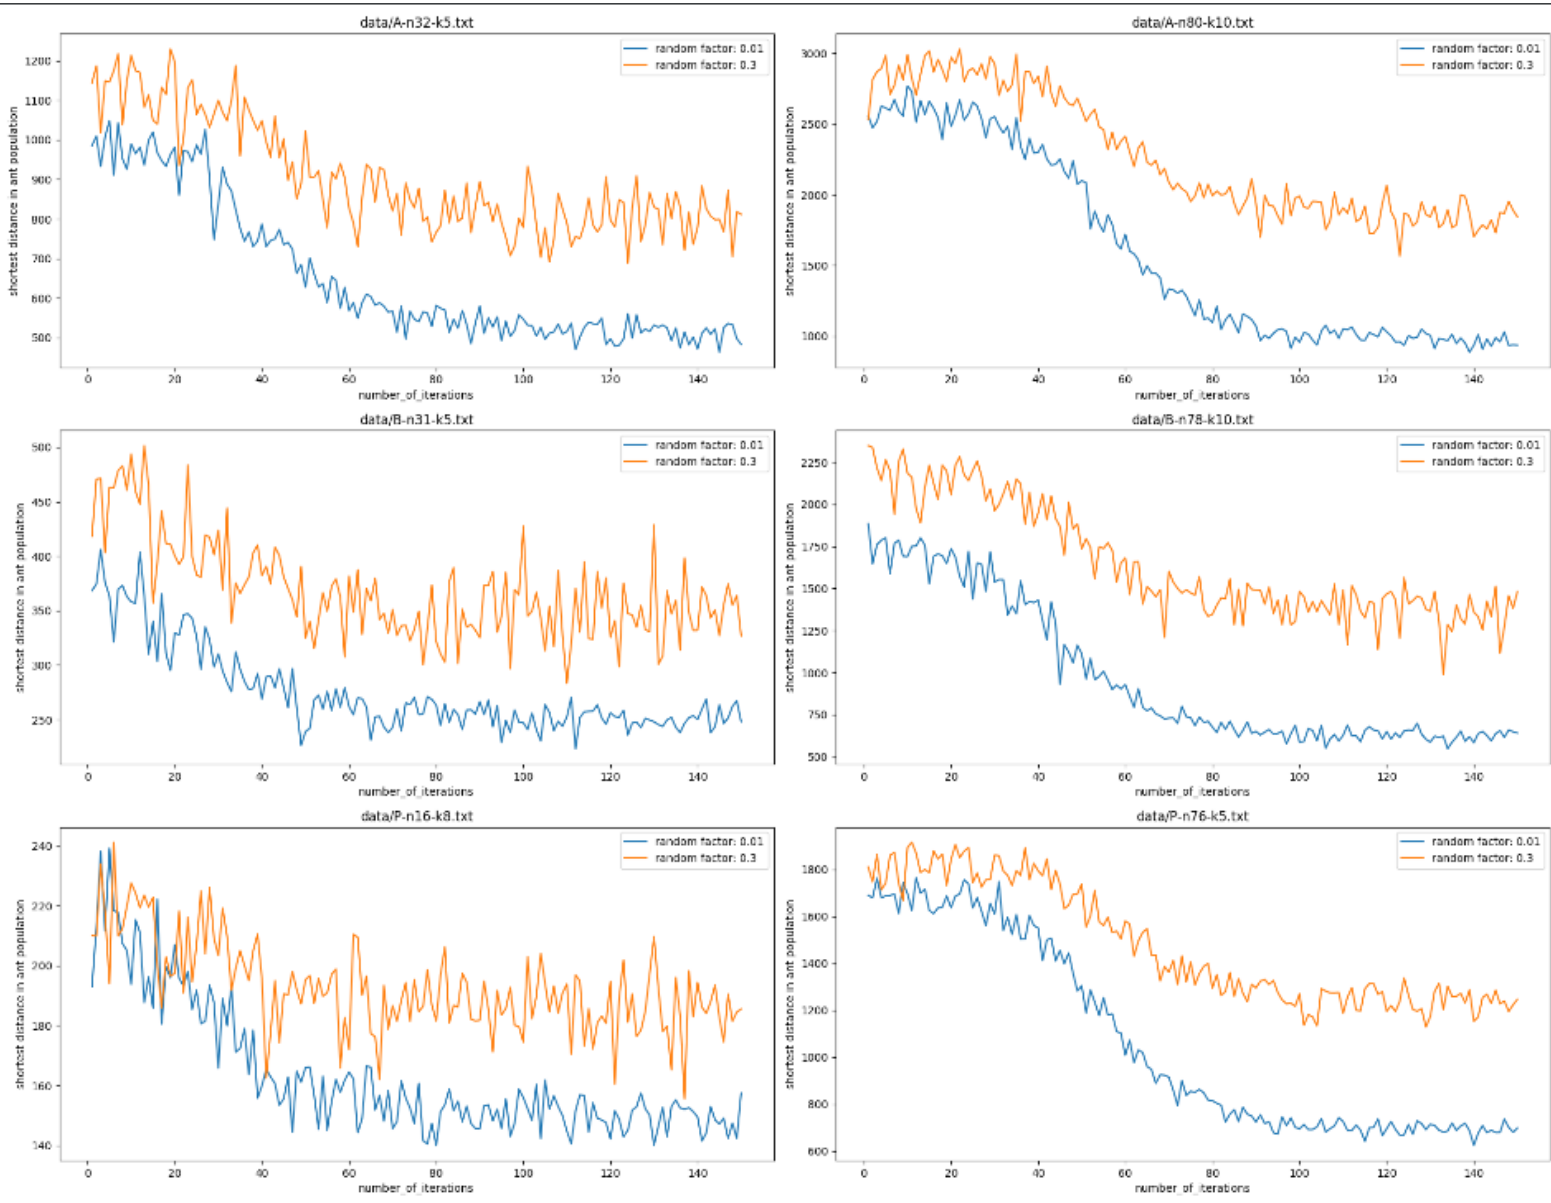 data/A-n32-k5.txt
shortest distance in ant population
1200
1100
1000
900
800
700
600
500
random factor: 0.01
random factor: 0.3
0 20 40 60 80 100 120 140
number_of_iterations
data/A-n80-k10.txt
shortest distance in ant population
3000
2500
2000
1500
1000
random factor: 0.01
random factor: 0.3
0 20 40 60 80 100 120 140
number_of_iterations
data/B-n31-k5.txt
shortest distance in ant population
500
450
400
350
300
250
random factor: 0.01
random factor: 0.3
0 20 40 60 80 100 120 140
number_of_iterations
data/B-n78-k10.txt
shortest distance in ant population
2250
2000
1750
1500
1250
1000
750
500
random factor: 0.01
random factor: 0.3
0 20 40 60 80 100 120 140
number_of_iterations
data/P-n16-k8.txt
shortest distance in ant population
240
220
200
180
160
140
random factor: 0.01
random factor: 0.3
0 20 40 60 80 100 120 140
number_of_iterations
data/P-n76-k5.txt
shortest distance in ant population
1800
1600
1400
1200
1000
800
600
random factor: 0.01
random factor: 0.3
0 20 40 60 80 100 120 140
number_of_iterations